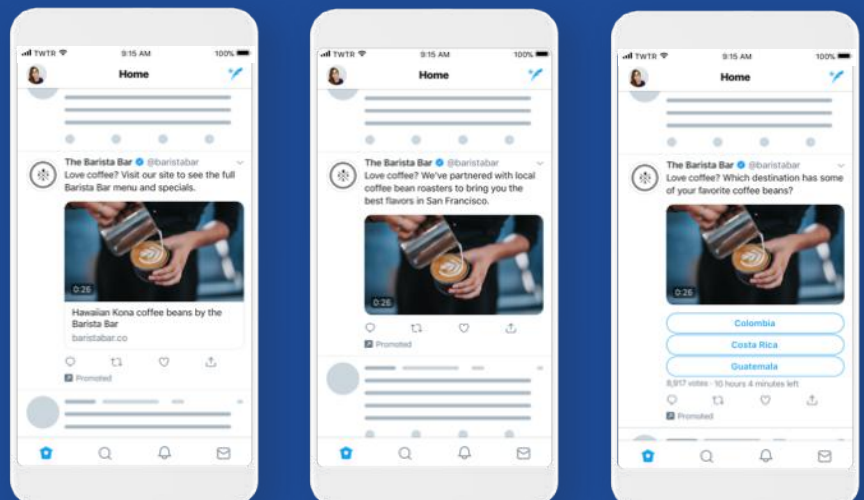 TWTR 9:15 AM 100%
Home
The Barista Bar @baristabar
Love coffee? Visit our site to see the full
Barista Bar menu and specials.
0:26
Hawaiian Kona coffee beans by the
Barista Bar
baristabar.co
Promoted
TWTR 9:15 AM 100%
Home
The Barista Bar @baristabar
Love coffee? We've partnered with local
coffee bean roasters to bring you the
best flavors in San Francisco.
0:26
Promoted
TWTR 9:15 AM 100%
Home
The Barista Bar @baristabar
Love coffee? Which destination has some
of your favorite coffee beans?
0:26
Colombia
Costa Rica
Guatemala
8,917 votes · 10 hours 4 minutes left
Promoted